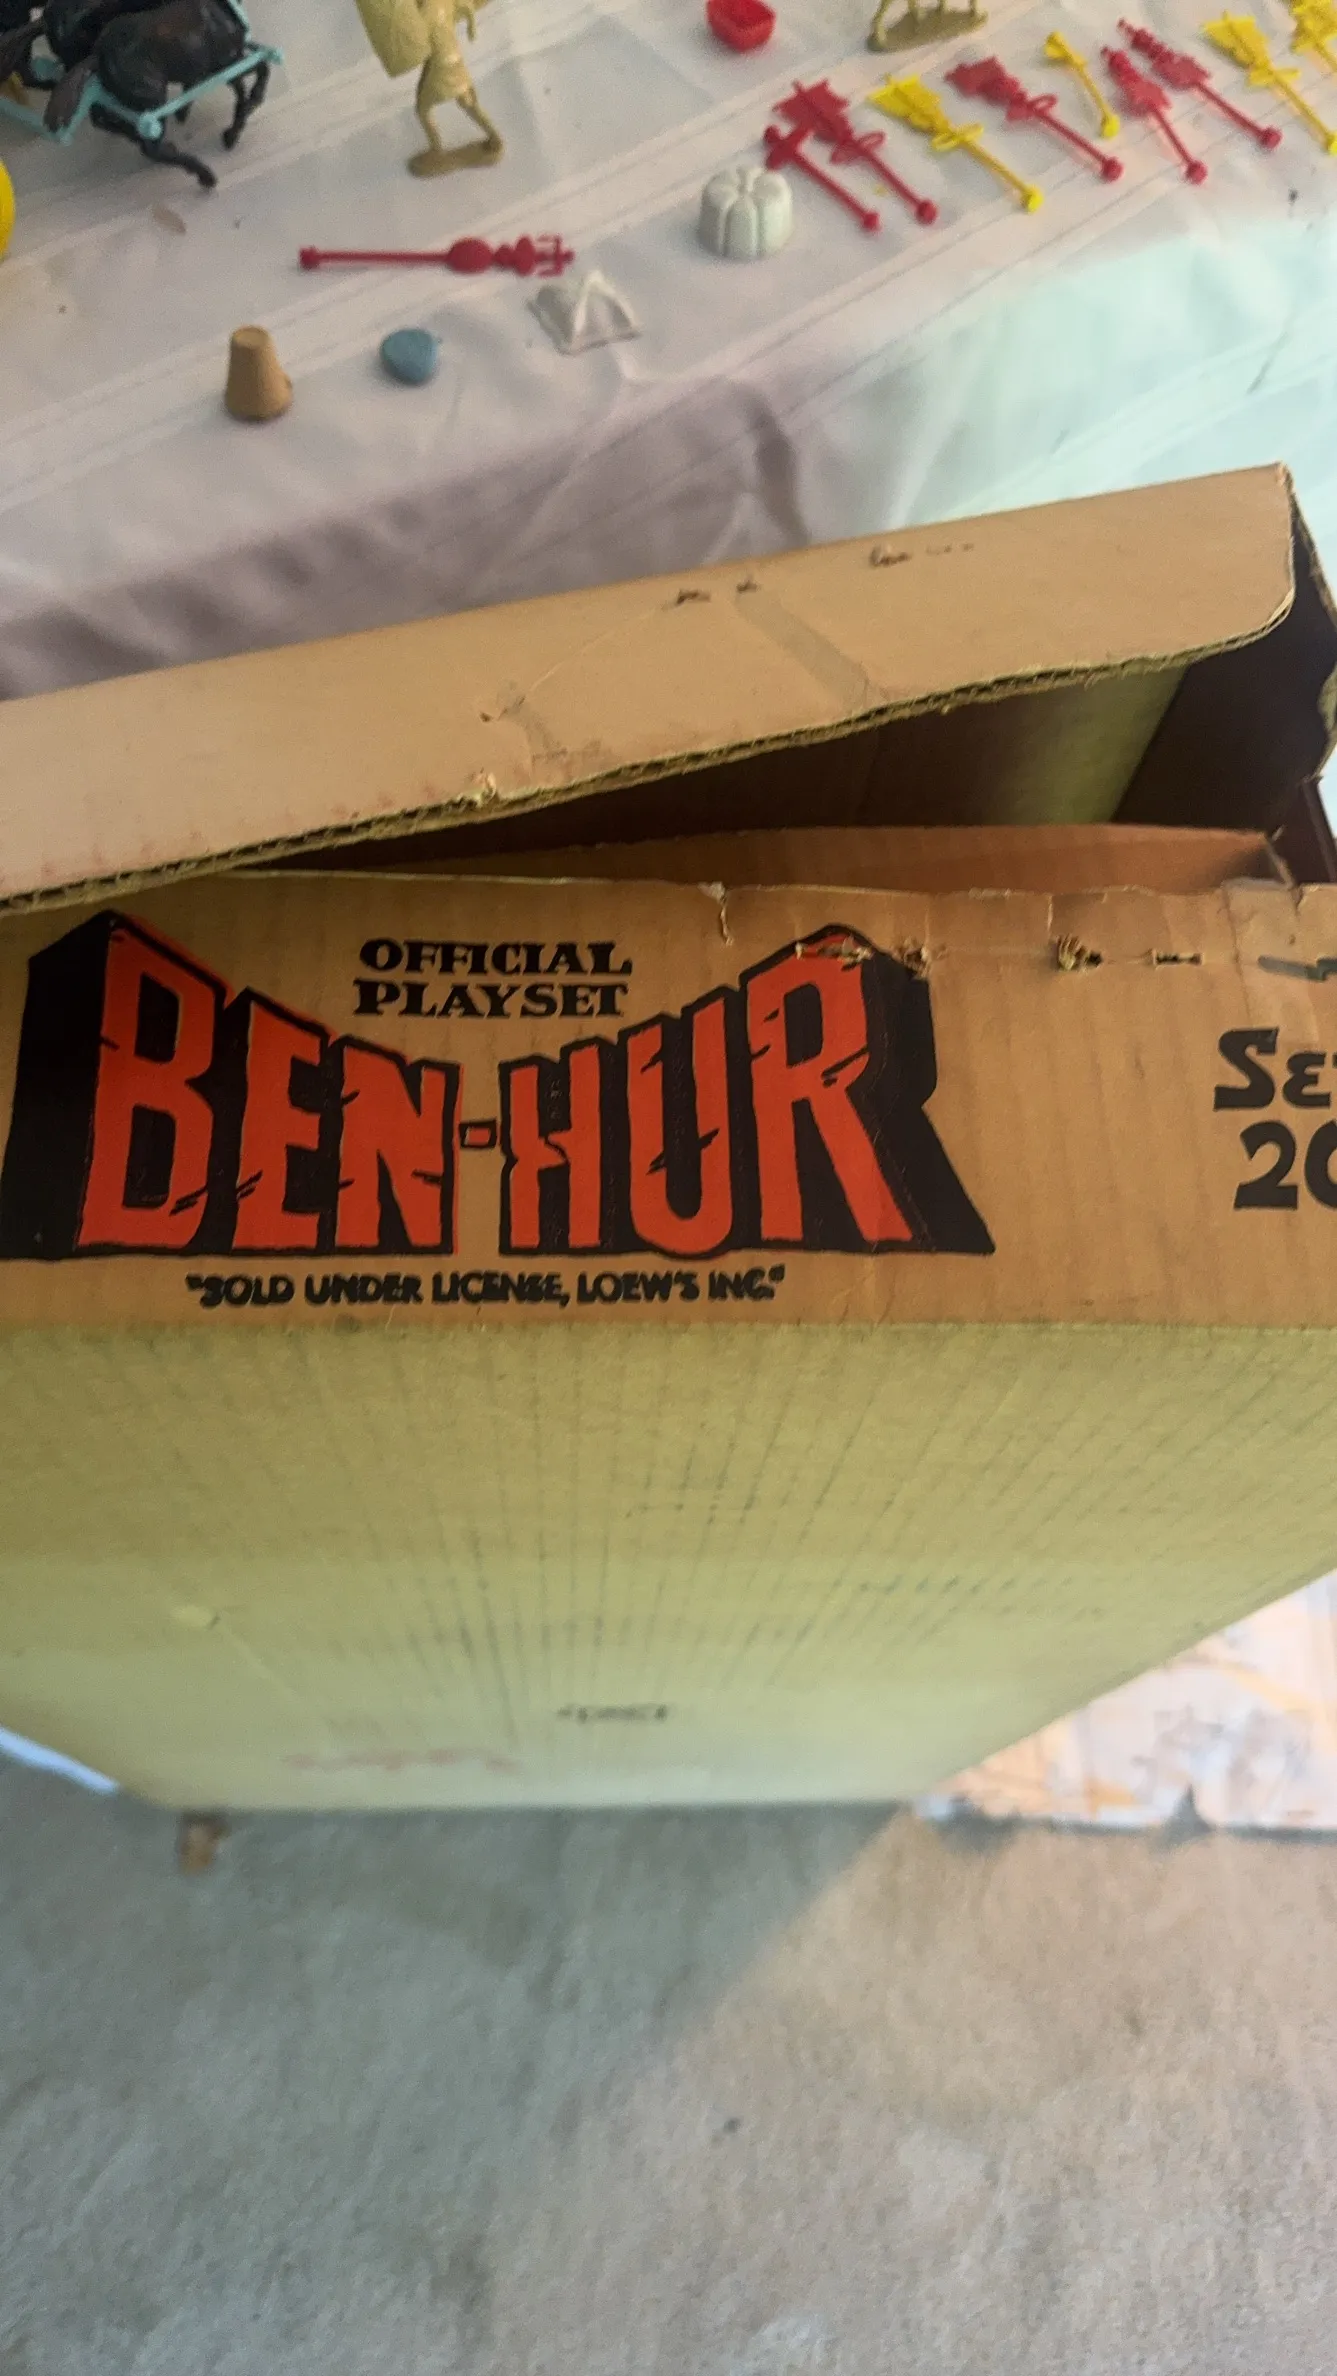 OFFICIAL
PLAYSET
BEN-HUR
"SOLD UNDER LICENSE, LOEW'S INC."